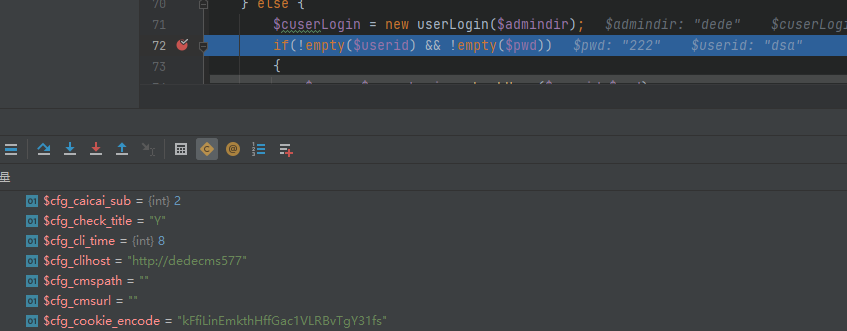 70 } else {
71 $cuserLogin = new userLogin($admindir); $admindir: "dede" $cuserLogin
72 if(!empty($userid) && !empty($pwd)) $pwd: "222" $userid: "dsa"
73 {
量
01 $cfg_caicai_sub = {int} 2
01 $cfg_check_title = "Y"
01 $cfg_cli_time = {int} 8
01 $cfg_clihost = "http://dedecms577"
01 $cfg_cmspath = ""
01 $cfg_cmsurl = ""
01 $cfg_cookie_encode = "kFfiLinEmkthHffGac1VLRBvTgY31fs"